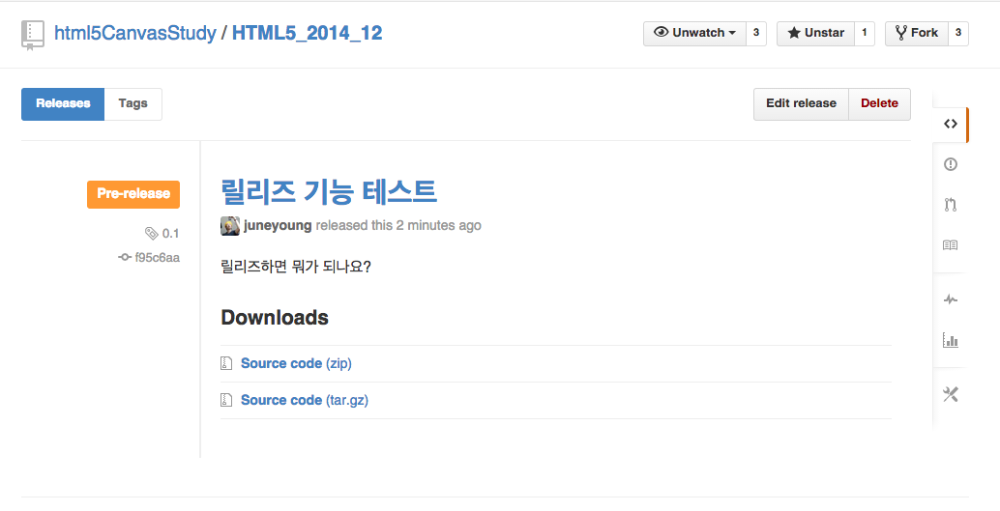 html5CanvasStudy / HTML5_2014_12
Unwatch 3
Unstar 1
Fork 3
Releases Tags
Edit release Delete
Pre-release
0.1
f95c6aa
릴리즈 기능 테스트
juneyoung released this 2 minutes ago
릴리즈하면 뭐가 되나요?
Downloads
Source code (zip)
Source code (tar.gz)